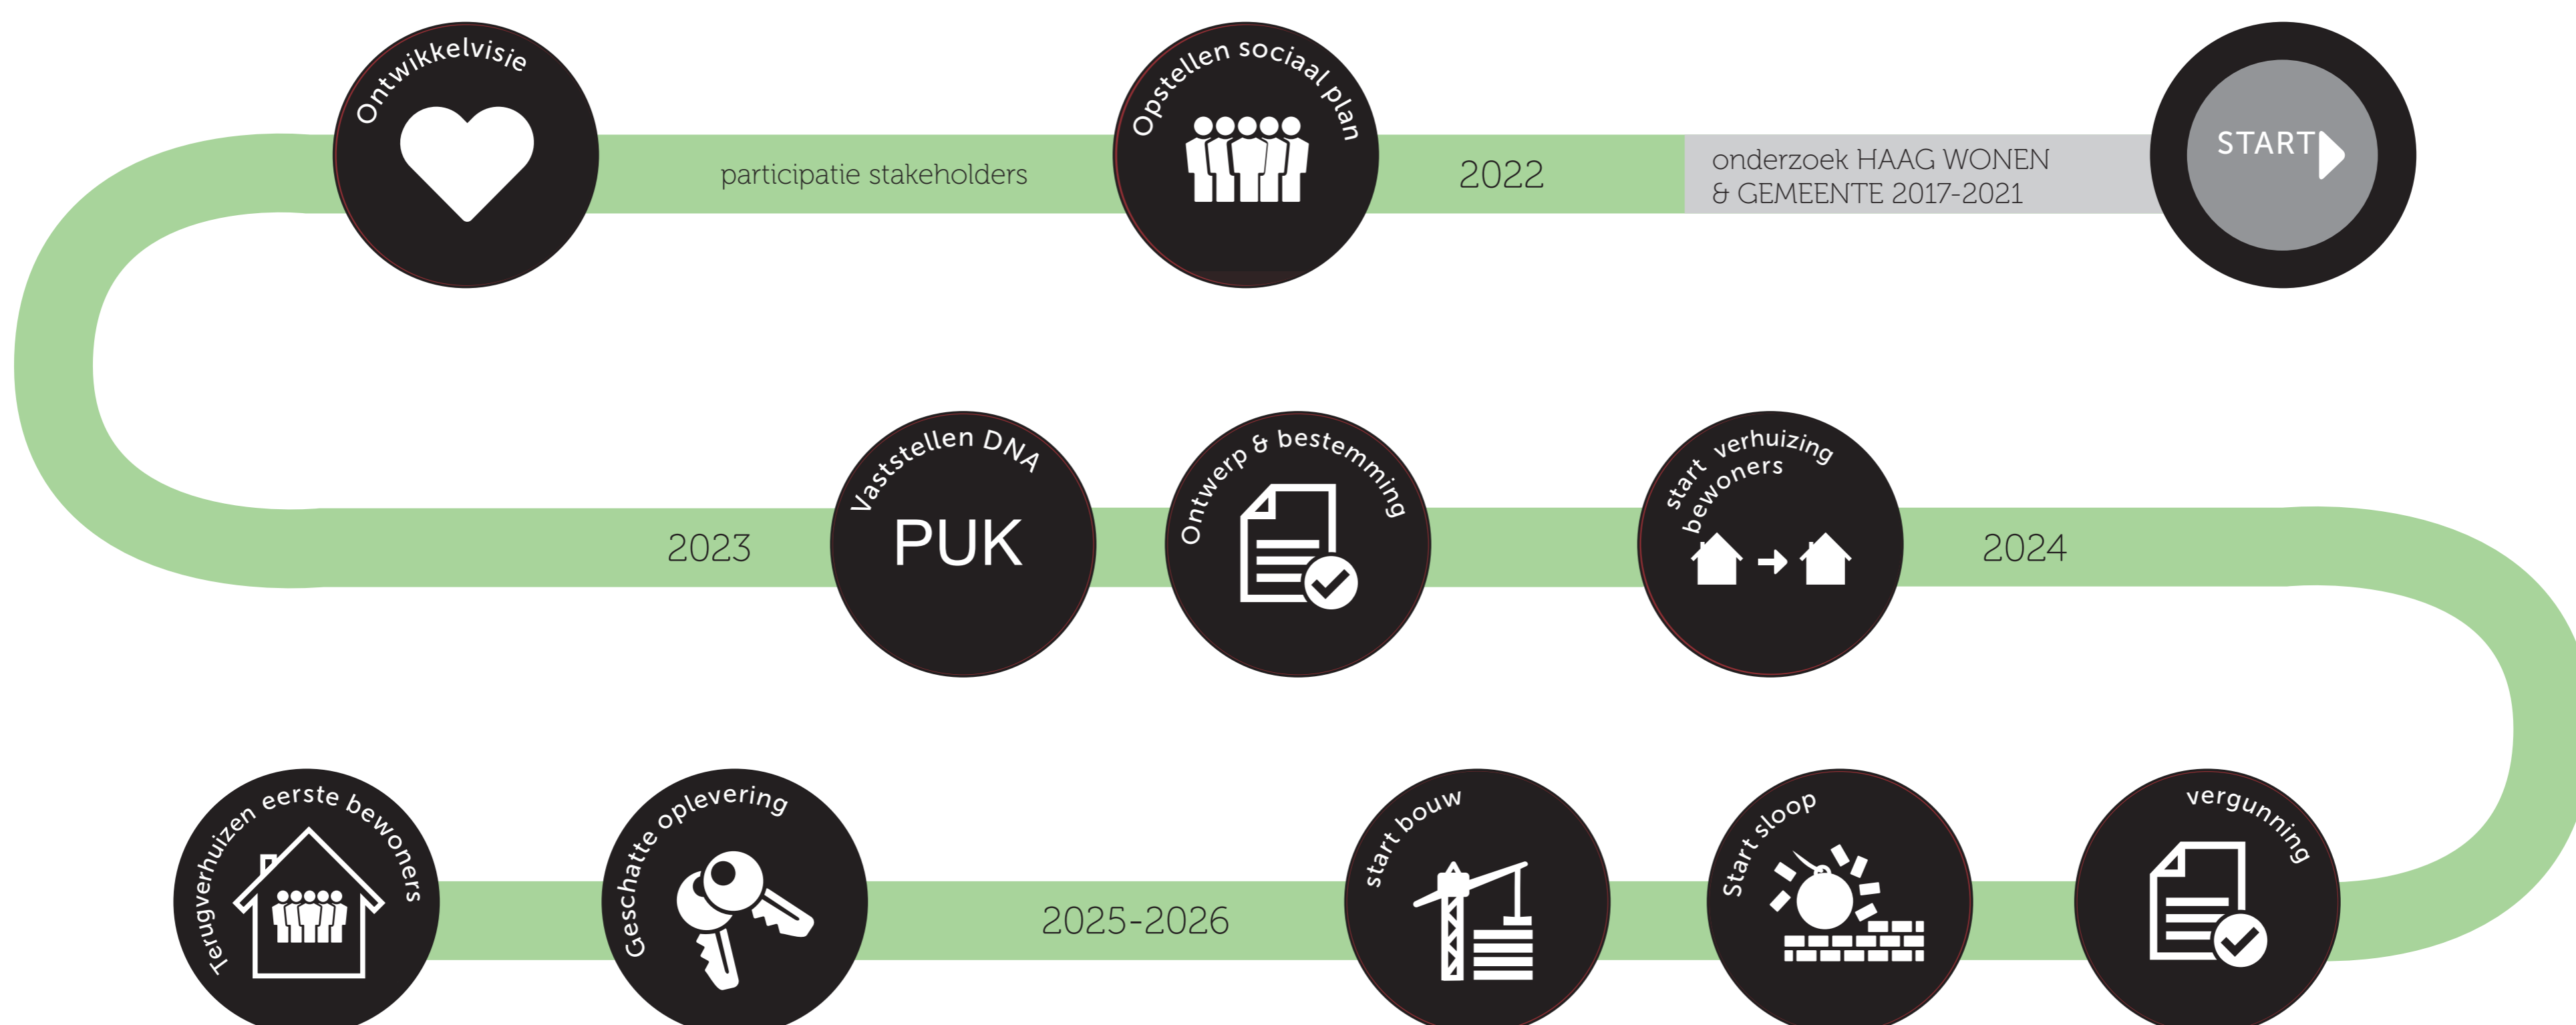 START
onderzoek HAAG WONEN
& GEMEENTE 2017-2021
2022
Opstellen sociaal plan
participatie stakeholders
Ontwikkelvisie
2023
Vaststellen DNA
PUK
Ontwerp & bestemming
start verhuizing
bewoners
2024
vergunning
Start sloop
start bouw
2025-2026
Geschatte oplevering
Terugverhuizen eerste bewoners